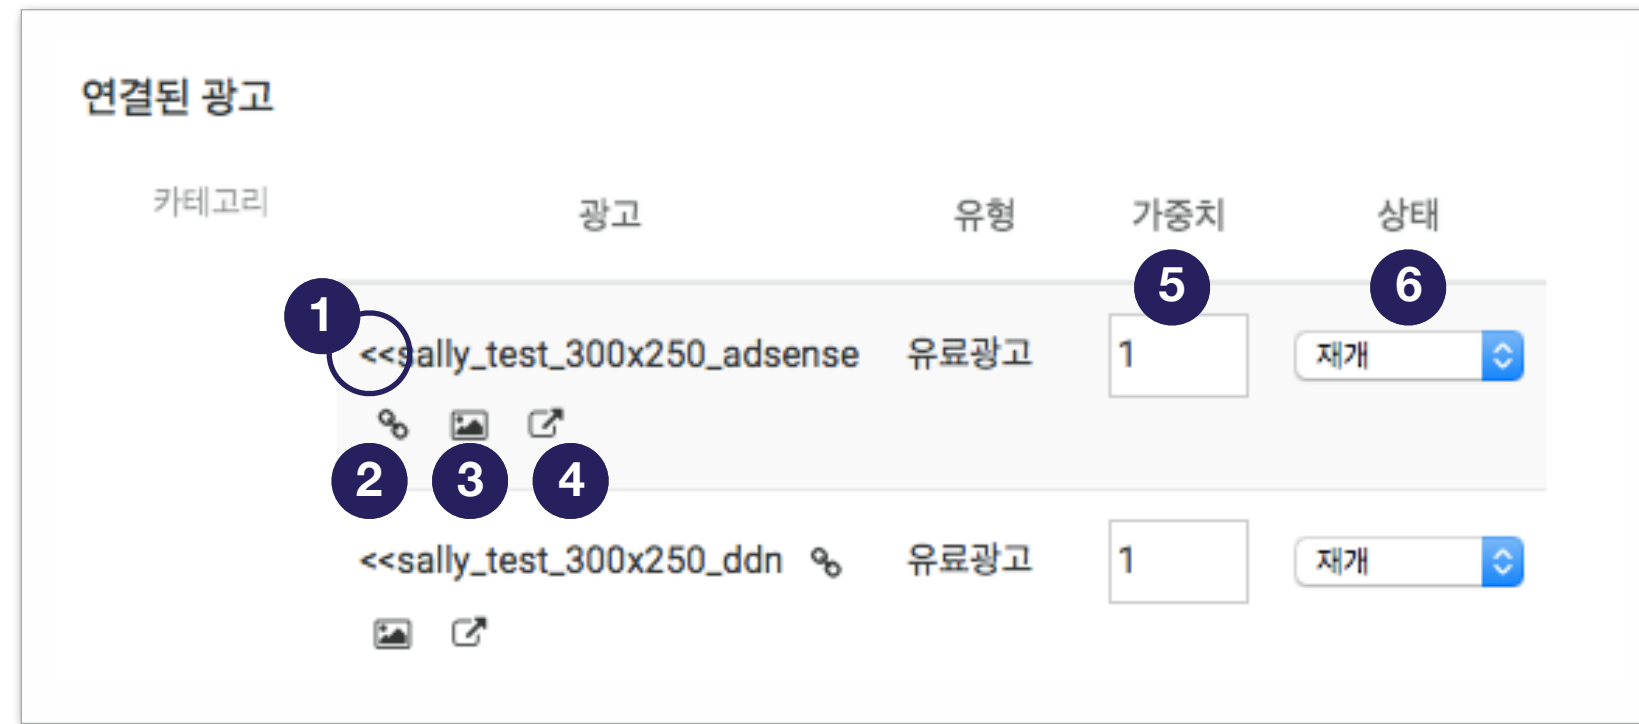 연결된 광고
카테고리 광고 유형 가중치 상태
5 6
1
<<sally_test_300x250_adsense 유료광고 1 재개
2 3 4
<<sally_test_300x250_ddn 유료광고 1 재개